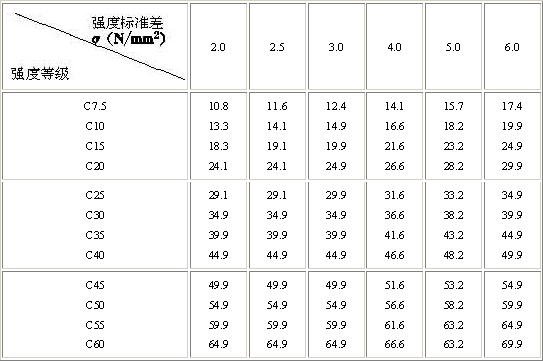 强度标准差
σ (N/mm²)
强度等级
2.0 2.5 3.0 4.0 5.0 6.0
C7.5 10.8 11.6 12.4 14.1 15.7 17.4
C10 13.3 14.1 14.9 16.6 18.2 19.9
C15 18.3 19.1 19.9 21.6 23.2 24.9
C20 24.1 24.1 24.9 26.6 28.2 29.9
C25 29.1 29.1 29.9 31.6 33.2 34.9
C30 34.9 34.9 34.9 36.6 38.2 39.9
C35 39.9 39.9 39.9 41.6 43.2 44.9
C40 44.9 44.9 44.9 46.6 48.2 49.9
C45 49.9 49.9 49.9 51.6 53.2 54.9
C50 54.9 54.9 54.9 56.6 58.2 59.9
C55 59.9 59.9 59.9 61.6 63.2 64.9
C60 64.9 64.9 64.9 66.6 63.2 69.9